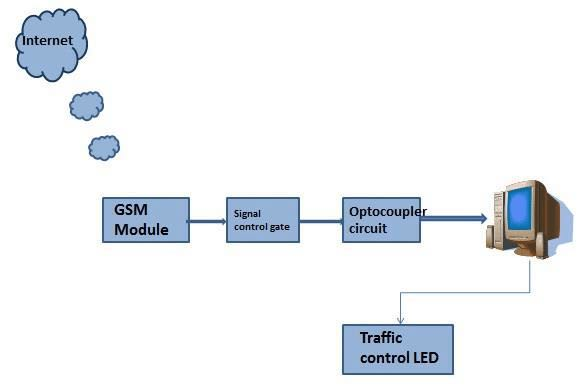 Internet
GSM
Module
Signal
control gate
Optocoupler
circuit
Traffic
control LED